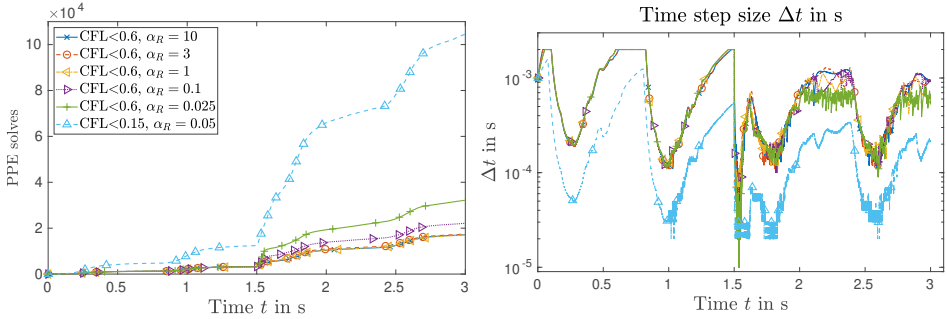 ×10⁴
10
8
6
4
2
0
PPE solves
CFL<0.6, α_R = 10
CFL<0.6, α_R = 3
CFL<0.6, α_R = 1
CFL<0.6, α_R = 0.1
CFL<0.6, α_R = 0.025
CFL<0.15, α_R = 0.05
0 0.5 1 1.5 2 2.5 3
Time t in s
Time step size Δt in s
10⁻³
10⁻⁴
10⁻⁵
Δt in s
0 0.5 1 1.5 2 2.5 3
Time t in s